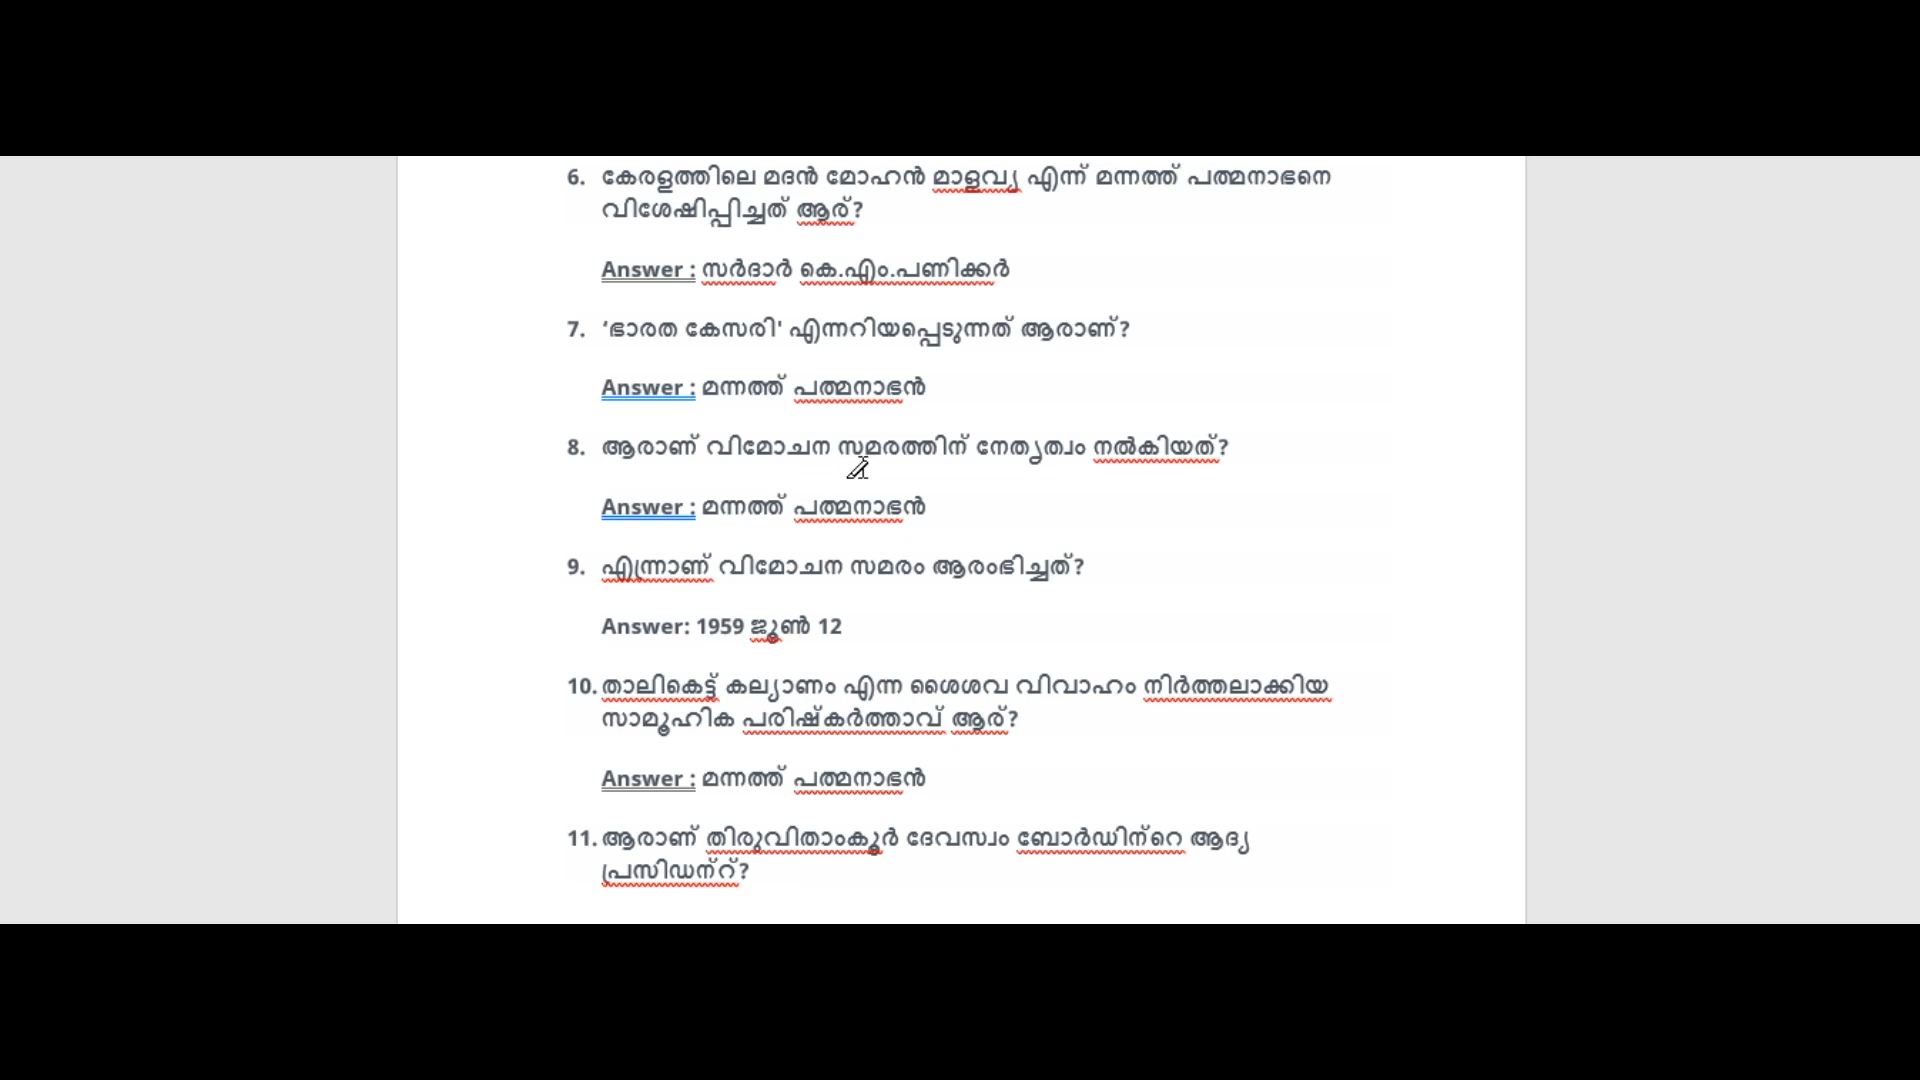 6. കേരളത്തിലെ മദൻ മോഹൻ മാളവ്യ എന്ന് മന്നത്ത് പത്മനാഭനെ
വിശേഷിപ്പിച്ചത് ആര്?
Answer : സർദാർ കെ.എം.പണിക്കർ
7. ‘ഭാരത കേസരി' എന്നറിയപ്പെടുന്നത് ആരാണ്?
Answer : മന്നത്ത് പത്മനാഭൻ
8. ആരാണ് വിമോചന സമരത്തിന് നേതൃത്വം നൽകിയത്?
Answer : മന്നത്ത് പത്മനാഭൻ
9. എന്ന്രാണ് വിമോചന സമരം ആരംഭിച്ചത്?
Answer: 1959 ജൂൺ 12
10. താലികെട്ട് കല്യാണം എന്ന ശൈശവ വിവാഹം നിർത്തലാക്കിയ
സാമൂഹിക പരിഷ്കർത്താവ് ആര്?
Answer : മന്നത്ത് പത്മനാഭൻ
11. ആരാണ് തിരുവിതാംകൂർ ദേവസ്വം ബോർഡിന്റെ ആദ്യ
പ്രസിഡന്റ്?